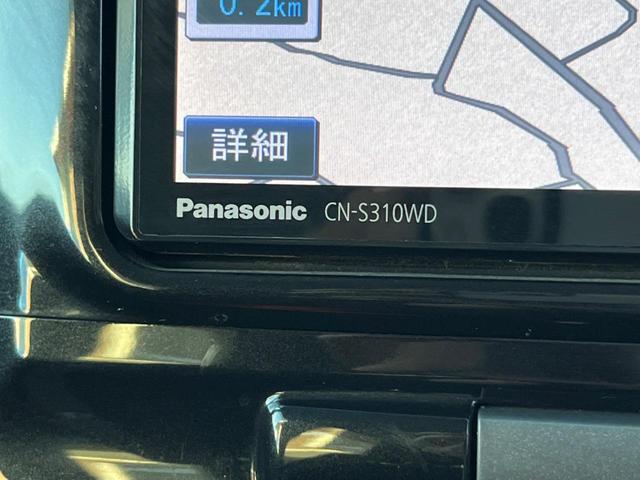 0.2km
詳細
Panasonic CN-S310WD